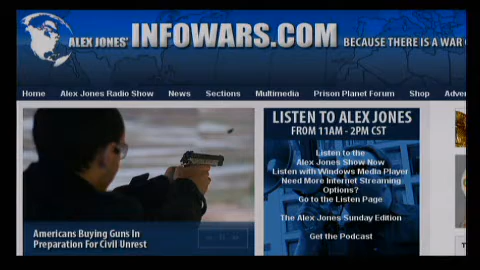 ALEX JONES' INFOWARS.COM BECAUSE THERE IS A WAR
Home Alex Jones Radio Show News Sections Multimedia Prison Planet Forum Shop
LISTEN TO ALEX JONES
FROM 11AM - 2PM CST
Listen to the
Alex Jones Show Now
Listen with Windows Media Player
Need More Internet Streaming
Options?
Go to the Listen Page
The Alex Jones Sunday Edition
Get the Podcast
Americans Buying Guns In
Preparation For Civil Unrest